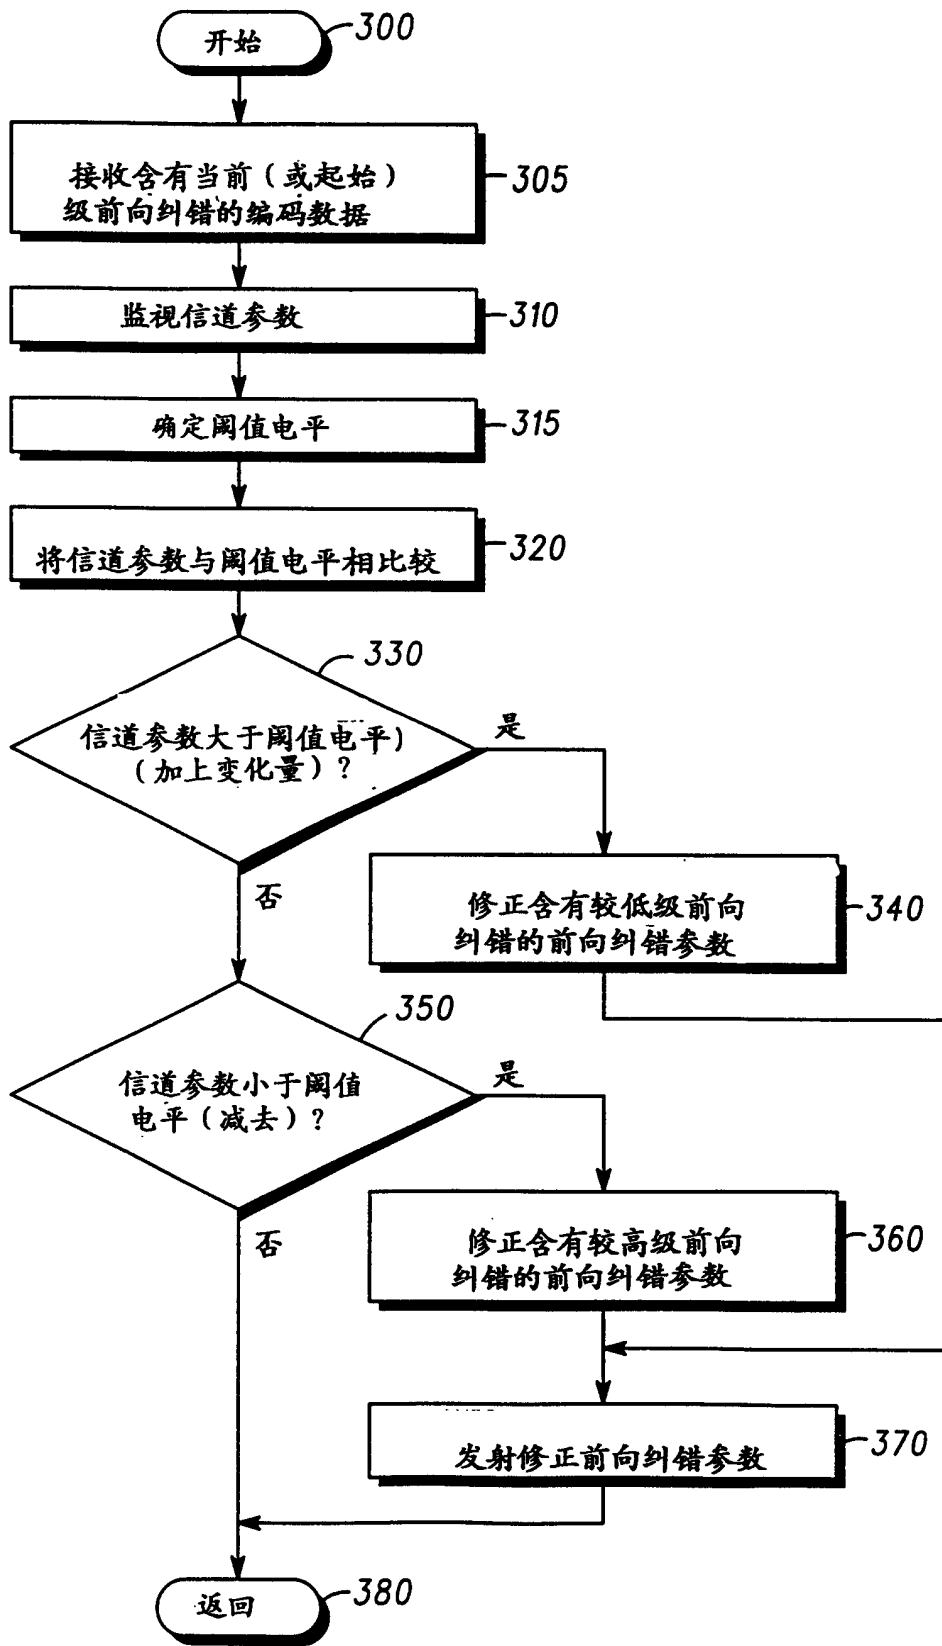 开始
300
接收含有当前（或起始）
级前向纠错的编码数据
305
监视信道参数
310
确定阈值电平
315
将信道参数与阈值电平相比较
320
330
信道参数大于阈值电平）
（加上变化量）？
是
否
修正含有较低级前向
纠错的前向纠错参数
340
350
信道参数小于阈值
电平（减去）？
是
否
修正含有较高级前向
纠错的前向纠错参数
360
发射修正前向纠错参数
370
返回
380